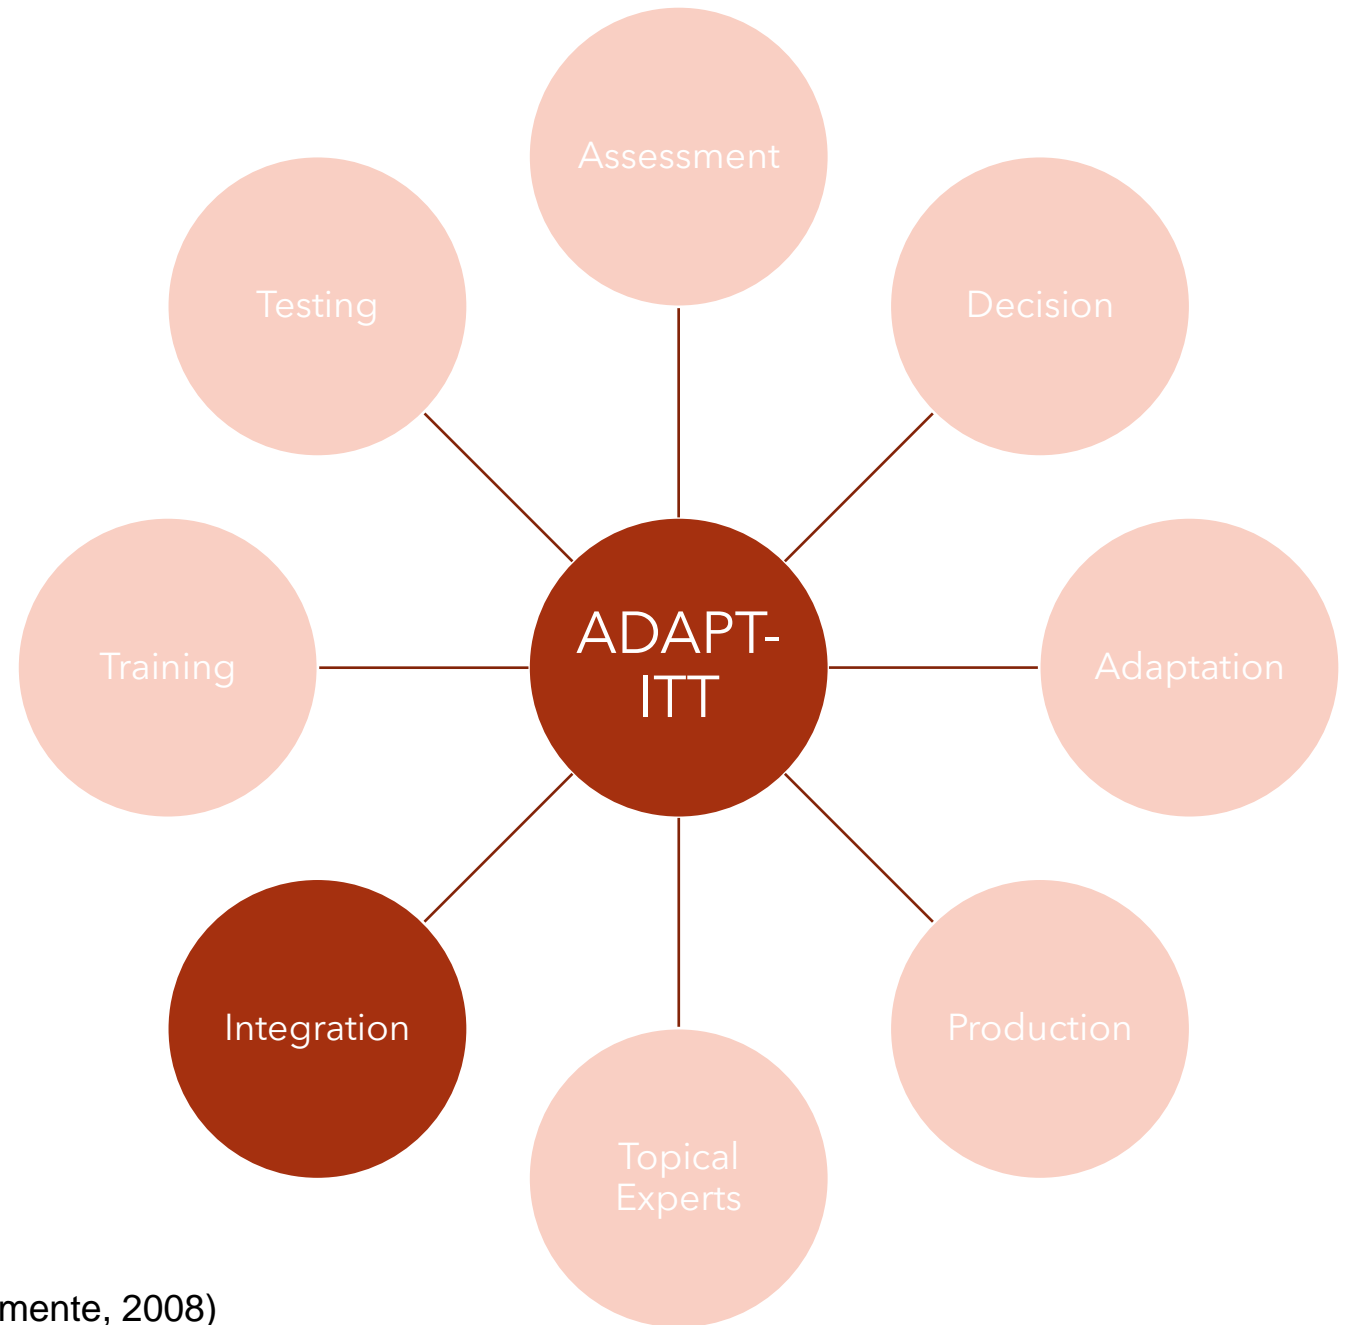 Assessment
Decision
Adaptation
Production
Topical
Experts
Integration
Training
Testing
ADAPT-
ITT
mente, 2008)